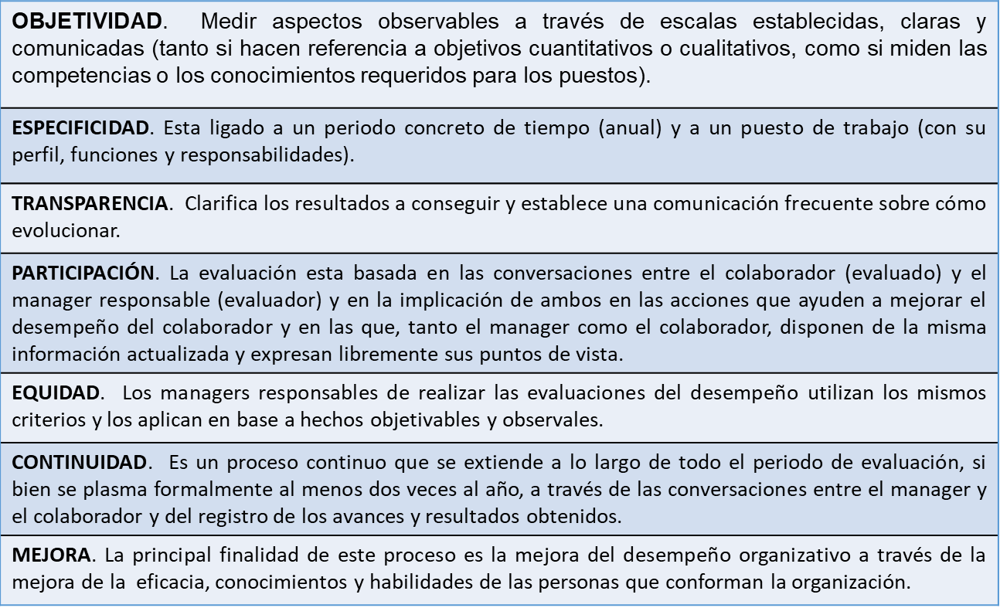 OBJETIVIDAD. Medir aspectos observables a través de escalas establecidas, claras y
comunicadas (tanto si hacen referencia a objetivos cuantitativos o cualitativos, como si miden las
competencias o los conocimientos requeridos para los puestos).
ESPECIFICIDAD. Esta ligado a un periodo concreto de tiempo (anual) y a un puesto de trabajo (con su
perfil, funciones y responsabilidades).
TRANSPARENCIA. Clarifica los resultados a conseguir y establece una comunicación frecuente sobre cómo
evolucionar.
PARTICIPACIÓN. La evaluación esta basada en las conversaciones entre el colaborador (evaluado) y el
manager responsable (evaluador) y en la implicación de ambos en las acciones que ayuden a mejorar el
desempeño del colaborador y en las que, tanto el manager como el colaborador, disponen de la misma
información actualizada y expresan libremente sus puntos de vista.
EQUIDAD. Los managers responsables de realizar las evaluaciones del desempeño utilizan los mismos
criterios y los aplican en base a hechos objetivables y observales.
CONTINUIDAD. Es un proceso continuo que se extiende a lo largo de todo el periodo de evaluación, si
bien se plasma formalmente al menos dos veces al año, a través de las conversaciones entre el manager y
el colaborador y del registro de los avances y resultados obtenidos.
MEJORA. La principal finalidad de este proceso es la mejora del desempeño organizativo a través de la
mejora de la eficacia, conocimientos y habilidades de las personas que conforman la organización.